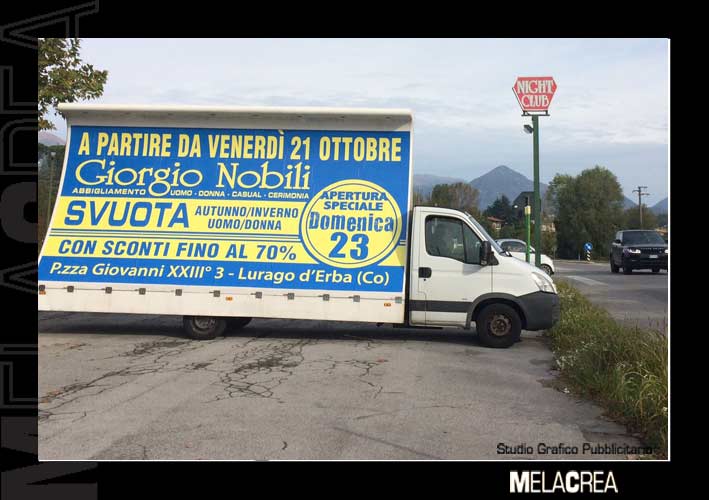 A PARTIRE DA VENERDÌ 21 OTTOBRE
Giorgio Nobili
ABBIGLIAMENTO UOMO - DONNA - CASUAL - CERIMONIA
SVUOTA AUTUNNO/INVERNO
UOMO/DONNA
CON SCONTI FINO AL 70%
APERTURA
SPECIALE
Domenica
23
P.zza Giovanni XXIII° 3 - Lurago d'Erba (Co)
NIGHT
CLUB
Studio Grafico Pubblicitario
MELACREA
MELACREA